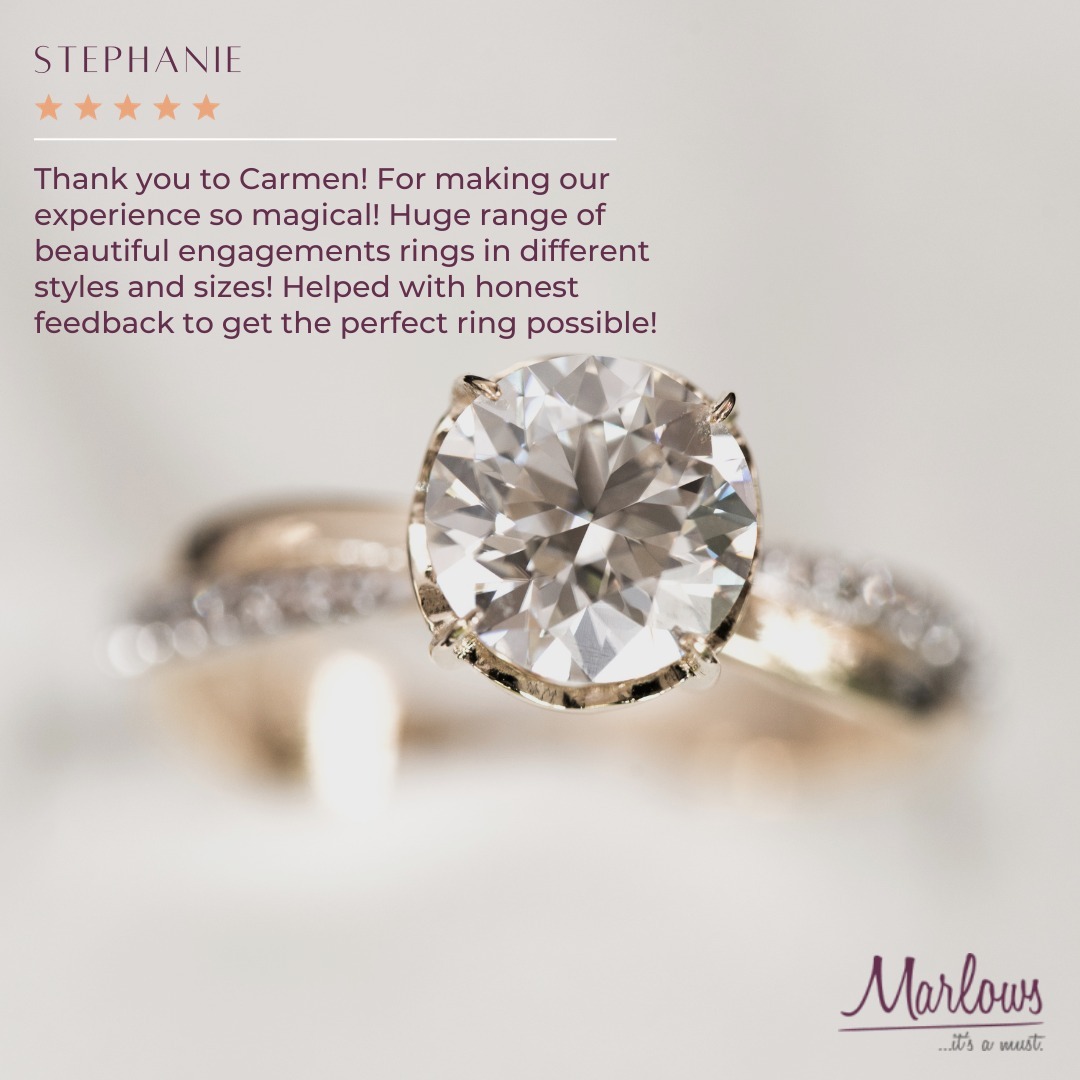 STEPHANIE
Thank you to Carmen! For making our
experience so magical! Huge range of
beautiful engagements rings in different
styles and sizes! Helped with honest
feedback to get the perfect ring possible!
Marlows
...it's a must.